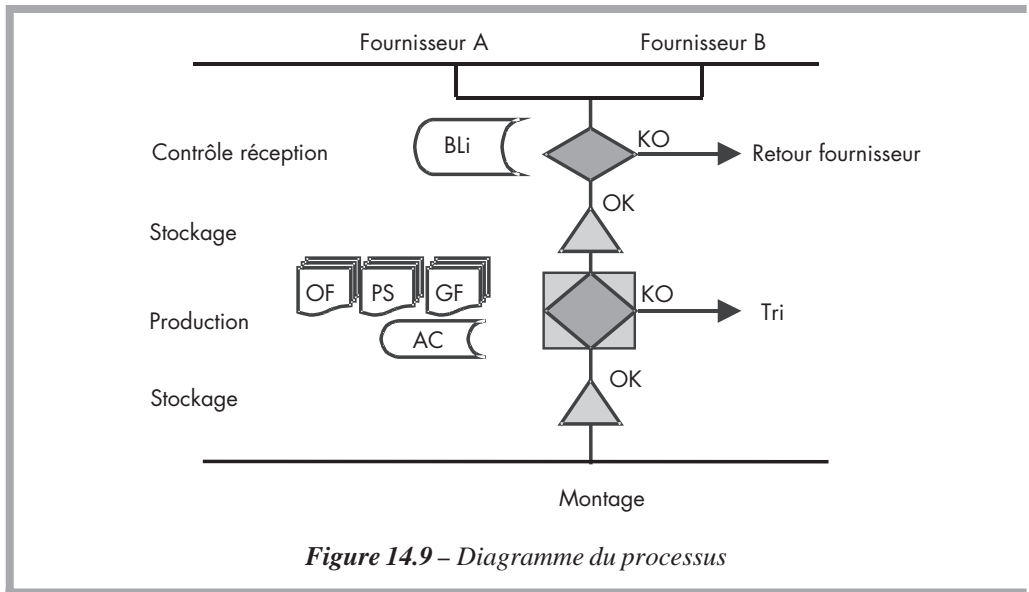 Fournisseur A Fournisseur B
Contrôle réception BLi KO Retour fournisseur
OK
Stockage
OF PS GF KO
Production Tri
AC
OK
Stockage
Montage
Figure 14.9 – Diagramme du processus